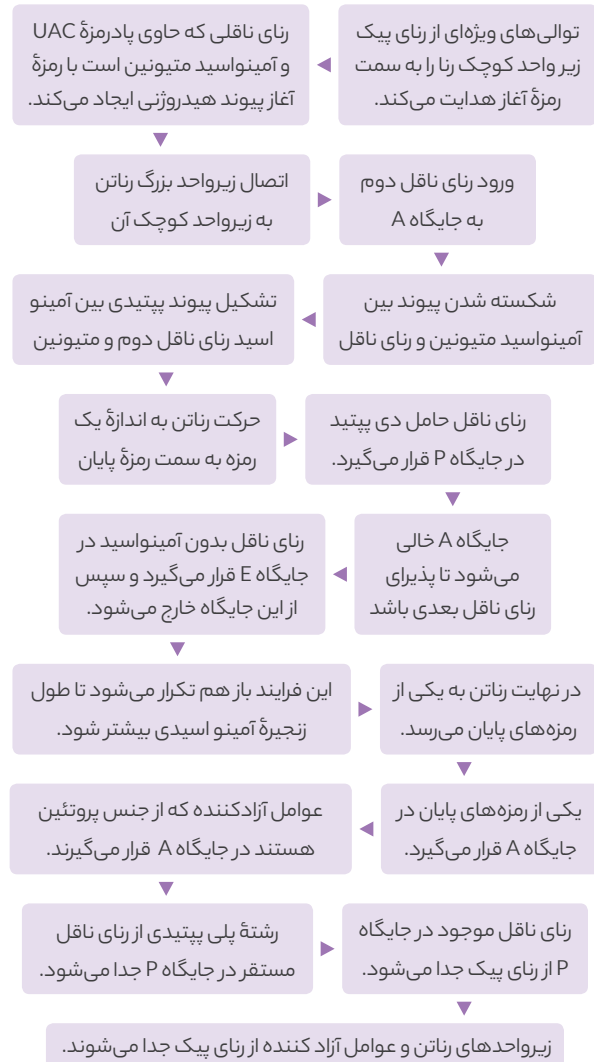 توالی‌های ویژه‌ای از رنای پیک
زیر واحد کوچک رنا را به سمت
رمزهٔ آغاز هدایت می‌کند.
رنای ناقلی که حاوی پادرمزهٔ UAC
و آمینواسید متیونین است با رمزهٔ
آغاز پیوند هیدروژنی ایجاد می‌کند.
اتصال زیرواحد بزرگ رناتن
به زیرواحد کوچک آن
ورود رنای ناقل دوم
به جایگاه A
شکسته شدن پیوند بین
آمینواسید متیونین و رنای ناقل
تشکیل پیوند پپتیدی بین آمینو
اسید رنای ناقل دوم و متیونین
حرکت رناتن به اندازهٔ یک
رمزه به سمت رمزهٔ پایان
رنای ناقل حامل دی پپتید
در جایگاه P قرار می‌گیرد.
جایگاه A خالی
می‌شود تا پذیرای
رنای ناقل بعدی باشد
رنای ناقل بدون آمینواسید در
جایگاه E قرار می‌گیرد و سپس
از این جایگاه خارج می‌شود.
این فرایند باز هم تکرار می‌شود تا طول
زنجیرهٔ آمینو اسیدی بیشتر شود.
در نهایت رناتن به یکی از
رمزه‌های پایان می‌رسد.
یکی از رمزه‌های پایان در
جایگاه A قرار می‌گیرد.
عوامل آزادکننده که از جنس پروتئین
هستند در جایگاه A قرار می‌گیرند.
رشتهٔ پلی پپتیدی از رنای ناقل
مستقر در جایگاه P جدا می‌شود.
رنای ناقل موجود در جایگاه
P از رنای پیک جدا می‌شود.
زیرواحدهای رناتن و عوامل آزاد کننده از رنای پیک جدا می‌شوند.